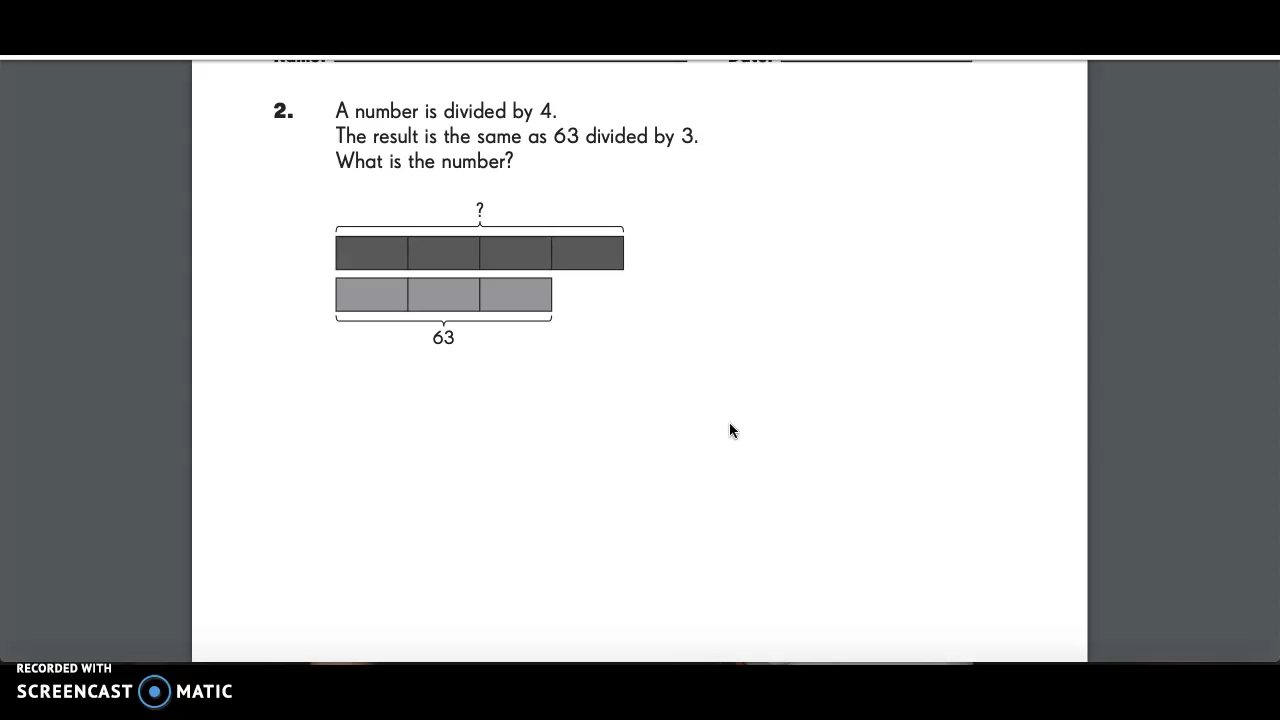 2. A number is divided by 4.
The result is the same as 63 divided by 3.
What is the number?
?
63
RECORDED WITH
SCREENCAST MATIC